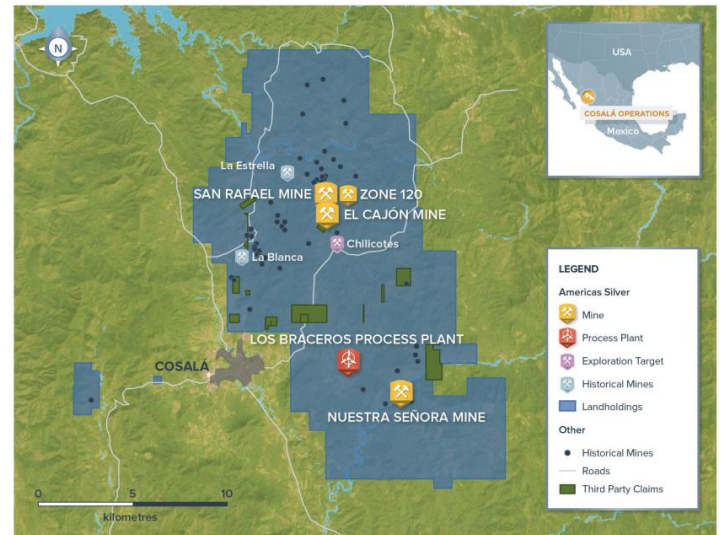 N
USA
COSALÁ OPERATIONS
Mexico
La Estrella
SAN RAFAEL MINE
ZONE 120
EL CAJÓN MINE
Chilicotes
La Blanca
LOS BRACEROS PROCESS PLANT
COSALÁ
NUESTRA SEÑORA MINE
0 5 10
kilometres
LEGEND
Americas Silver
Mine
Process Plant
Exploration Target
Historical Mines
Landholdings
Other
Historical Mines
Roads
Third Party Claims